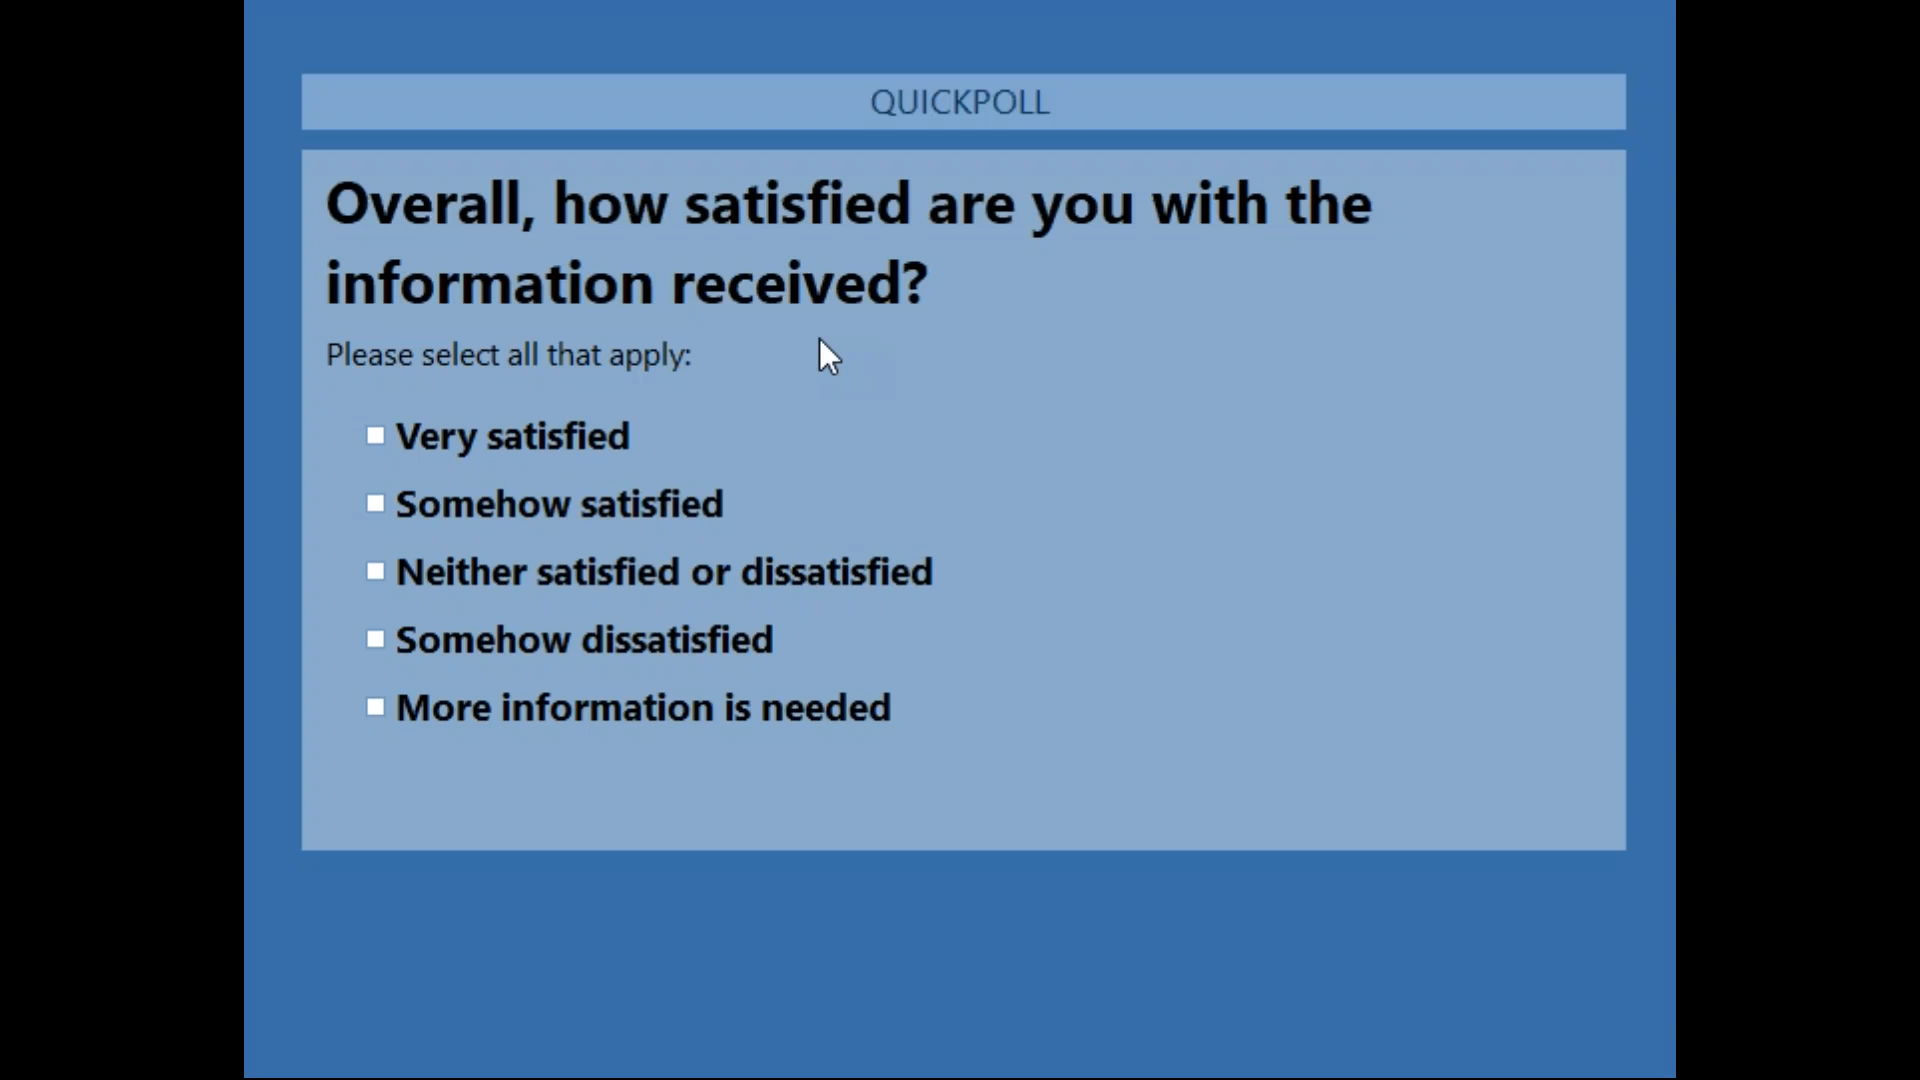 QUICKPOLL
Overall, how satisfied are you with the
information received?
Please select all that apply:
Very satisfied
Somehow satisfied
Neither satisfied or dissatisfied
Somehow dissatisfied
More information is needed